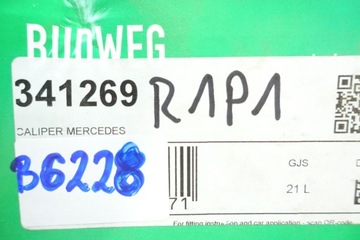 BUDWEG
341269 R1P1
CALIPER MERCEDES
B6228
GJS
71
21 L
For fitting instruction and car application - scan QR-code